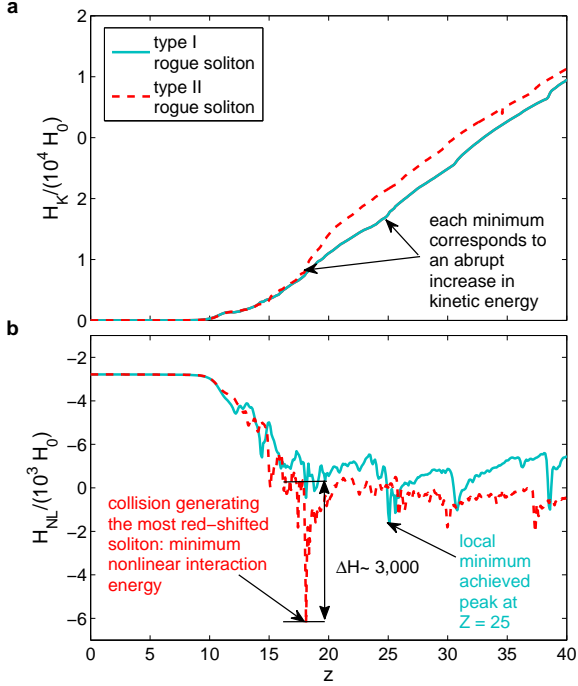 a
type I
rogue soliton
type II
rogue soliton
2
1
0
2
1
0
H_K/(10^4 H_0)
each minimum
corresponds to
an abrupt
increase in
kinetic energy
b
−2
−4
0
−2
−4
−6
H_NL/(10^3 H_0)
collision generating
the most red−shifted
soliton: minimum
nonlinear interaction
energy
ΔH~ 3,000
local
minimum
achieved
peak at
Z = 25
0 5 10 15 20 25 30 35 40
z